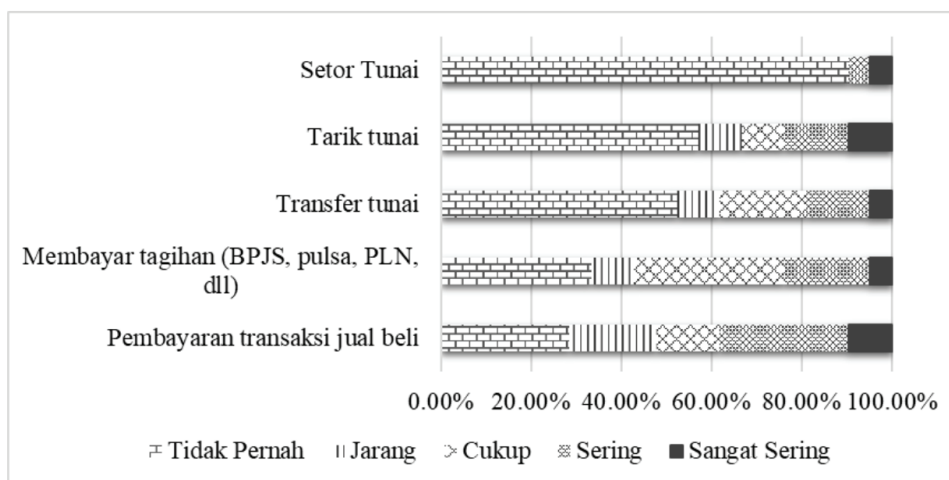 Setor Tunai
Tarik tunai
Transfer tunai
Membayar tagihan (BPJS, pulsa, PLN,
dll)
Pembayaran transaksi jual beli
0.00% 20.00% 40.00% 60.00% 80.00% 100.00%
Tidak Pernah Jarang Cukup Sering Sangat Sering